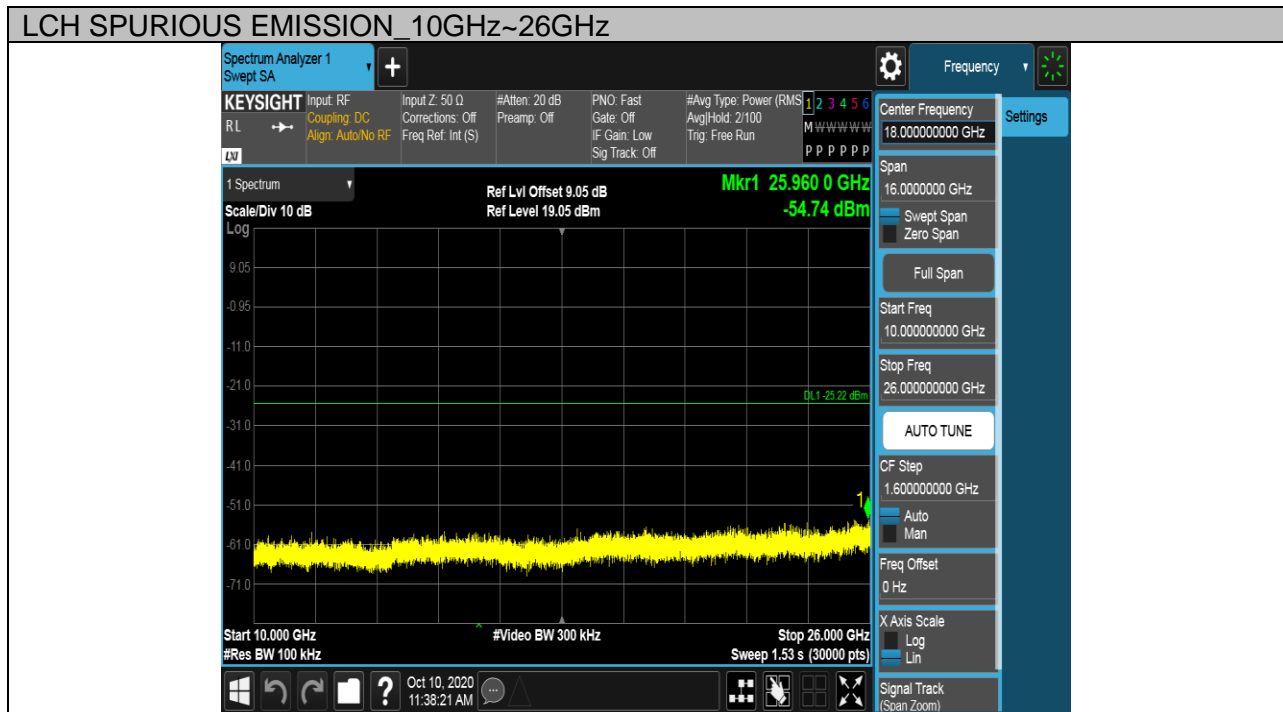 LCH SPURIOUS EMISSION_10GHz~26GHz
Spectrum Analyzer 1
Swept SA
+
Frequency
KEYSIGHT
RL
LXI
Input: RF
Coupling: DC
Align: Auto/No RF
Input Z: 50 Ω
Corrections: Off
Freq Ref: Int (S)
#Atten: 20 dB
Preamp: Off
PNO: Fast
Gate: Off
IF Gain: Low
Sig Track: Off
#Avg Type: Power (RMS
Avg|Hold: 2/100
Trig: Free Run
1 2 3 4 5 6
M W W W W W
P P P P P P
1 Spectrum
Scale/Div 10 dB
Log
Ref Lvl Offset 9.05 dB
Ref Level 19.05 dBm
Mkr1 25.960 0 GHz
-54.74 dBm
9.05
-0.95
-11.0
-21.0
DL1 -25.22 dBm
-31.0
-41.0
-51.0
1
-61.0
-71.0
Start 10.000 GHz
#Res BW 100 kHz
#Video BW 300 kHz
Stop 26.000 GHz
Sweep 1.53 s (30000 pts)
?
Oct 10, 2020
11:38:21 AM
Center Frequency
18.000000000 GHz
Settings
Span
16.0000000 GHz
Swept Span
Zero Span
Full Span
Start Freq
10.000000000 GHz
Stop Freq
26.000000000 GHz
AUTO TUNE
CF Step
1.600000000 GHz
Auto
Man
Freq Offset
0 Hz
X Axis Scale
Log
Lin
Signal Track
(Span Zoom)